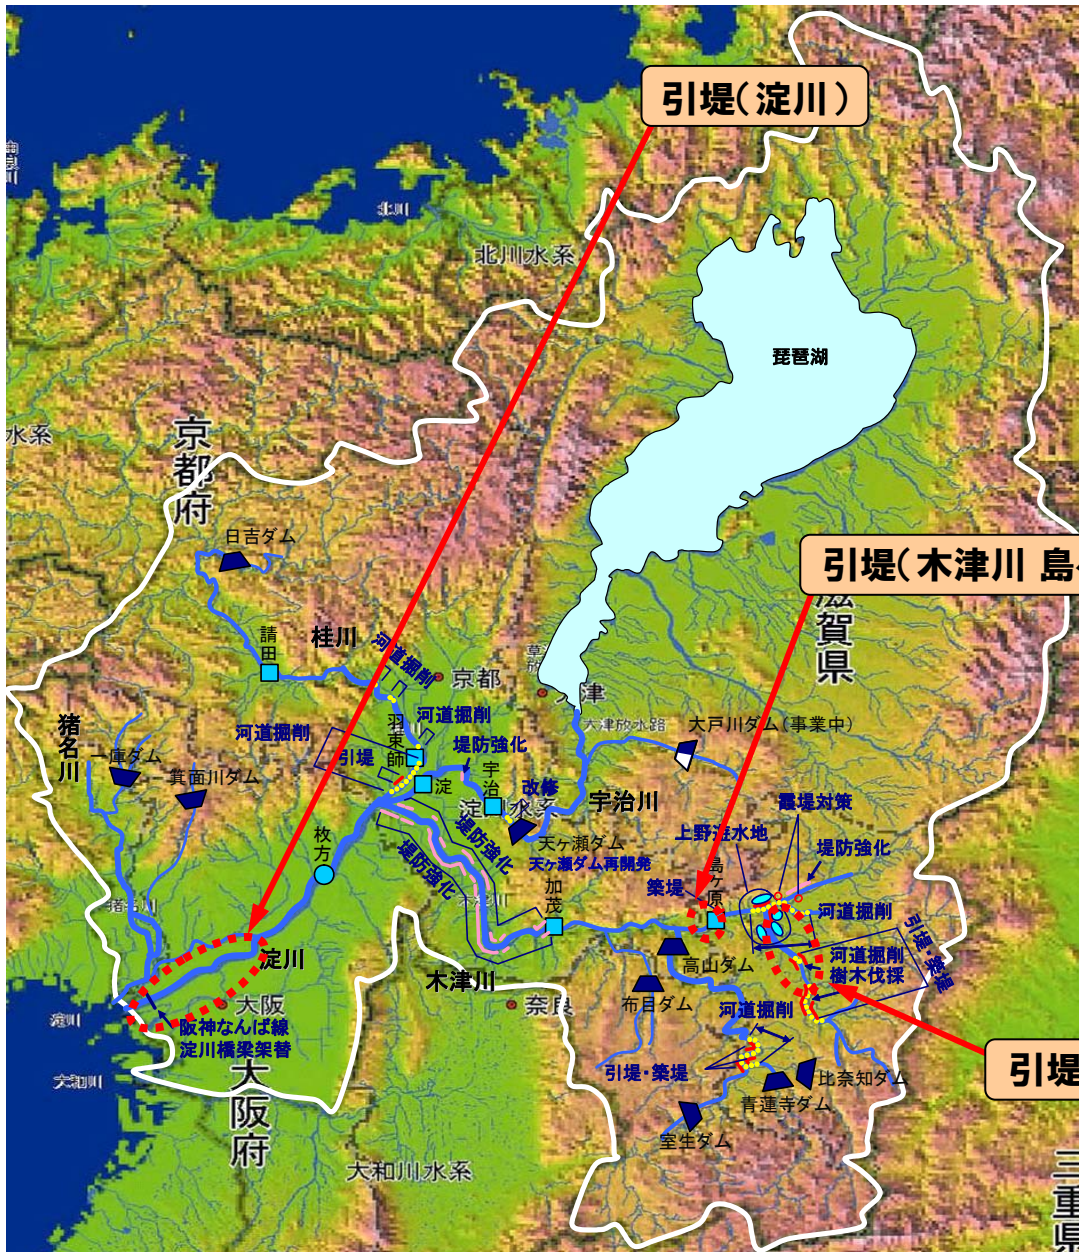 引堤(淀川)
北川
北川水系
琵琶湖
水系
京都府
日吉ダム
引堤(木津川 島
滋賀県
請田
桂川
河道掘削
京都
津
大津放水路
大戸川ダム(事業中)
猪名川
河道掘削
羽束師
河道掘削
引堤
堤防強化
一庫ダム
箕面川ダム
淀
宇治
改修
宇治川
霞堤対策
上野遊水地
堤防強化
天ヶ瀬ダム
天ヶ瀬ダム再開発
枚方
堤防強化
堤防強化
木津川
加茂
築堤
島ヶ原
河道掘削
猪名川
引堤・築堤
淀川
木津川
高山ダム
河道掘削
樹木伐採
布目ダム
大阪
奈良
河道掘削
淀川
阪神なんば線
淀川橋梁架替
大和川
大阪府
引堤・築堤
引堤
比奈知ダム
青蓮寺ダム
室生ダム
大和川水系
三重県